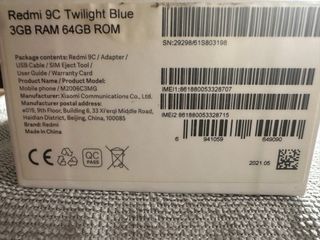 Redmi 9C Twilight Blue
3GB RAM 64GB ROM
SN:29298/61S803198
Package Contents: Redmi 9C / Adapter /
USB Cable / SIM Eject Tool /
User Guide / Warranty Card
Product Name / Product Model:
Mobile phone / M2006C3MG
Manufacturer: Xiaomi Communications Co., Ltd.
#019, 9th Floor, Building 6, 33 Xi'erqi Middle Road,
Haidian District, Beijing, China, 100085
Brand: Redmi
Made in China
IMEI1:861880053328707
IMEI2:861880053328715
6 941059 649090
CE
QC
PASS
2021.05